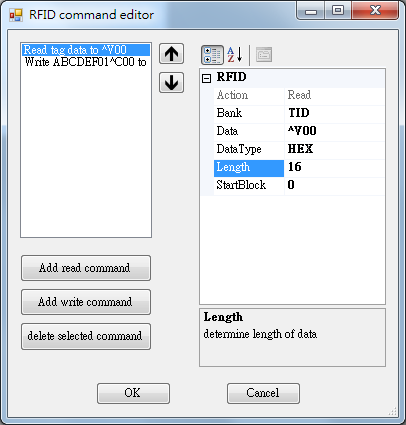 RFID command editor
Read tag data to ^V00
Write ABCDEF01^C00 to
A
Z
RFID
Action Read
Bank TID
Data ^V00
DataType HEX
Length 16
StartBlock 0
Add read command
Add write command
delete selected command
Length
determine length of data
OK Cancel